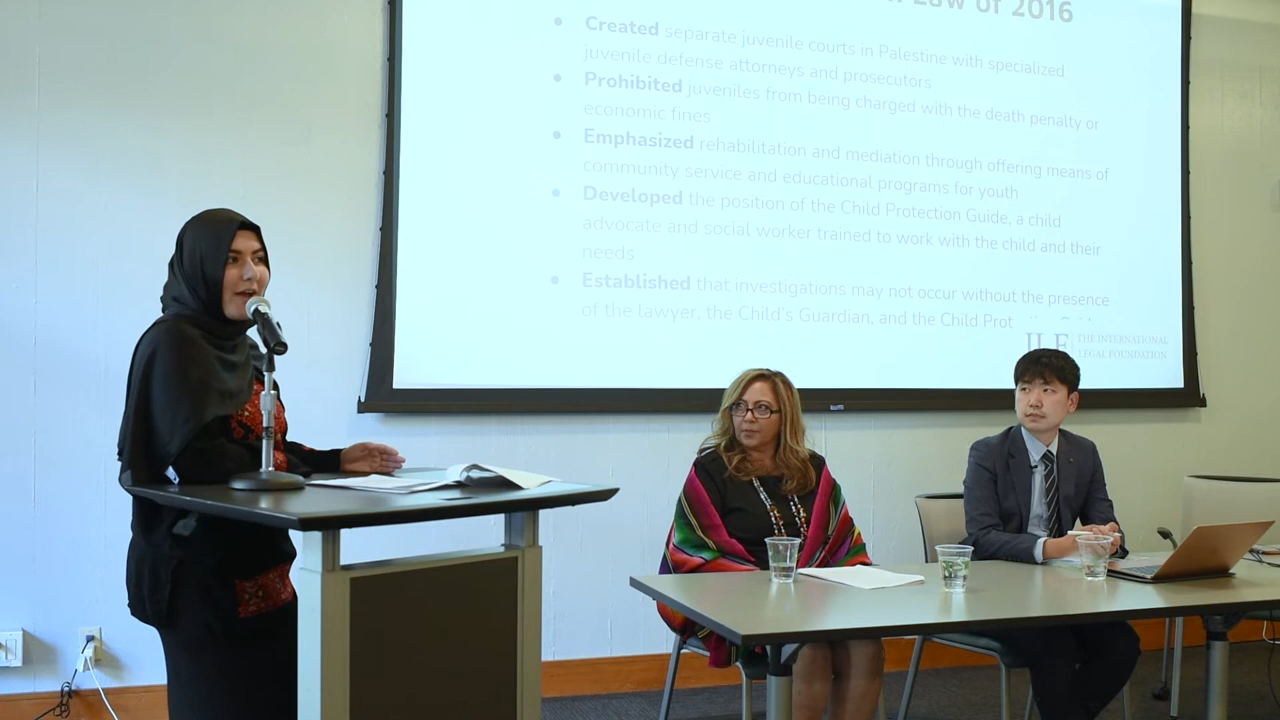 Law of 2016
● Created separate juvenile courts in Palestine with specialized
juvenile defense attorneys and prosecutors
● Prohibited juveniles from being charged with the death penalty or
economic fines
● Emphasized rehabilitation and mediation through offering means of
community service and educational programs for youth
● Developed the position of the Child Protection Guide, a child
advocate and social worker trained to work with the child and their
needs
● Established that investigations may not occur without the presence
of the lawyer, the Child's Guardian, and the Child
ILF THE INTERNATIONAL
LEGAL FOUNDATION